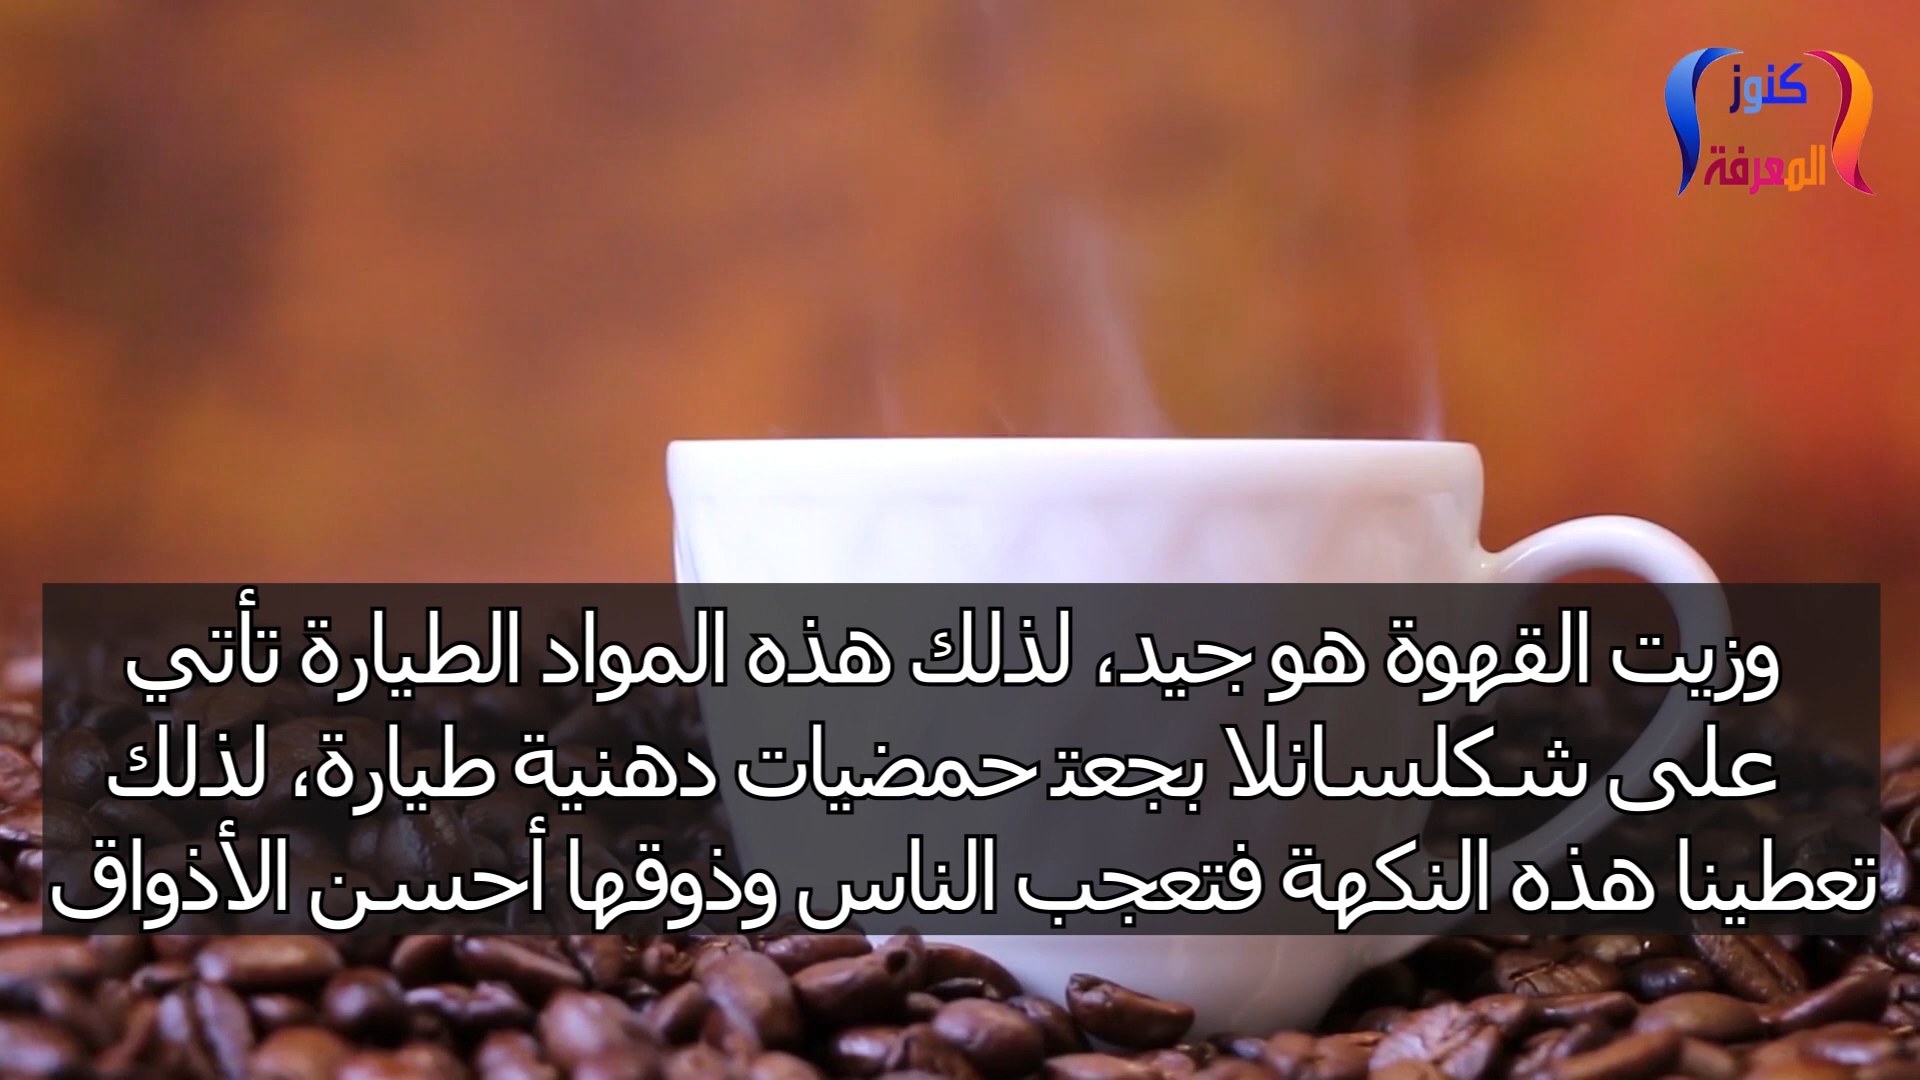 كنوز
المعرفة
وزيت القهوة هو جيد، لذلك هذه المواد الطيارة تأتي
على شكلسانلا بجعتـ حمضيات دهنية طيارة، لذلك
تعطينا هذه النكهة فتعجب الناس وذوقها أحسن الأذواق